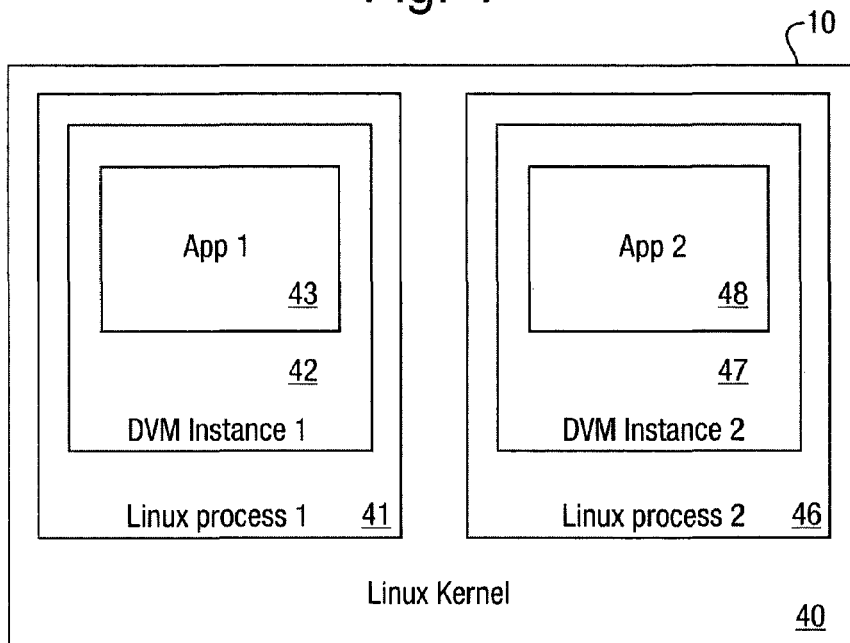 10
App 1
43
42
DVM Instance 1
Linux process 1 41
App 2
48
47
DVM Instance 2
Linux process 2 46
Linux Kernel
40